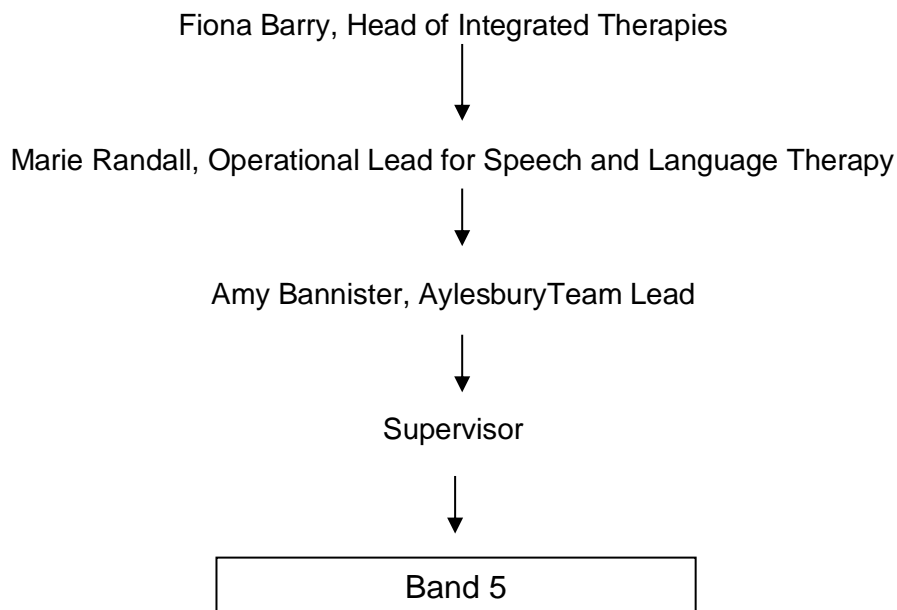 Fiona Barry, Head of Integrated Therapies
Marie Randall, Operational Lead for Speech and Language Therapy
Amy Bannister, AylesburyTeam Lead
Supervisor
Band 5